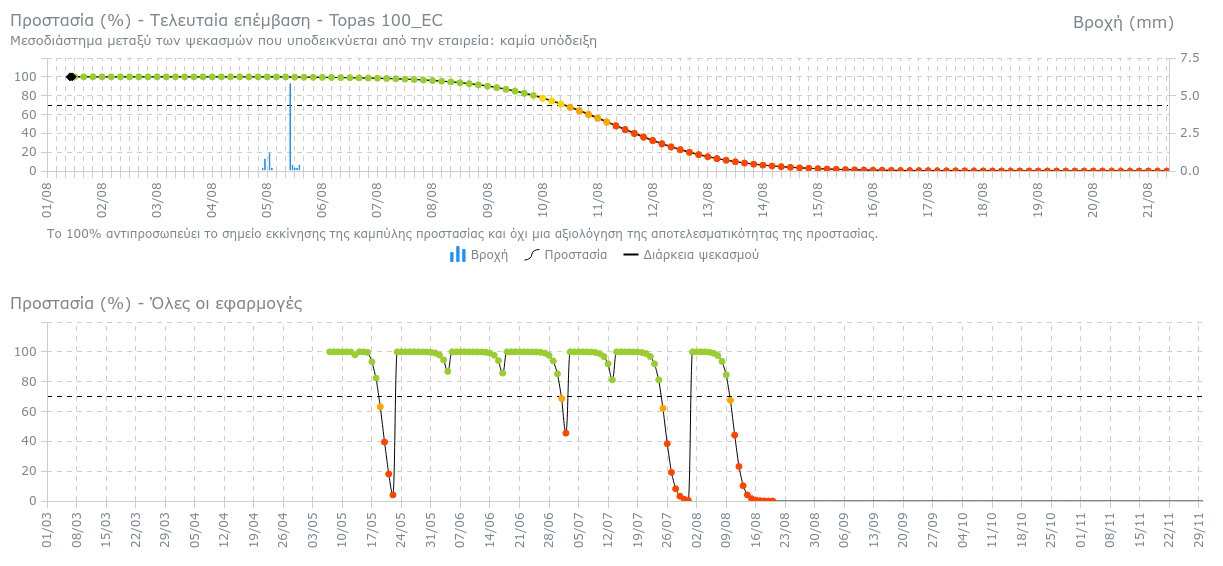 Προστασία (%) - Τελευταία επέμβαση - Topas 100_EC
Βροχή (mm)
Μεσοδιάστημα μεταξύ των ψεκασμών που υποδεικνύεται από την εταιρεία: καμία υπόδειξη
100
80
60
40
20
0
7.5
5.0
2.5
0.0
01/08 02/08 03/08 04/08 05/08 06/08 07/08 08/08 09/08 10/08 11/08 12/08 13/08 14/08 15/08 16/08 17/08 18/08 19/08 20/08 21/08
Το 100% αντιπροσωπεύει το σημείο εκκίνησης της καμπύλης προστασίας και όχι μια αξιολόγηση της αποτελεσματικότητας της προστασίας.
Βροχή Προστασία Διάρκεια ψεκασμού
Προστασία (%) - Όλες οι εφαρμογές
100
80
60
40
20
0
01/03 08/03 15/03 22/03 29/03 05/04 12/04 19/04 26/04 03/05 10/05 17/05 24/05 31/05 07/06 14/06 21/06 28/06 05/07 12/07 19/07 26/07 02/08 09/08 16/08 23/08 30/08 06/09 13/09 20/09 27/09 04/10 11/10 18/10 25/10 01/11 08/11 15/11 22/11 29/11